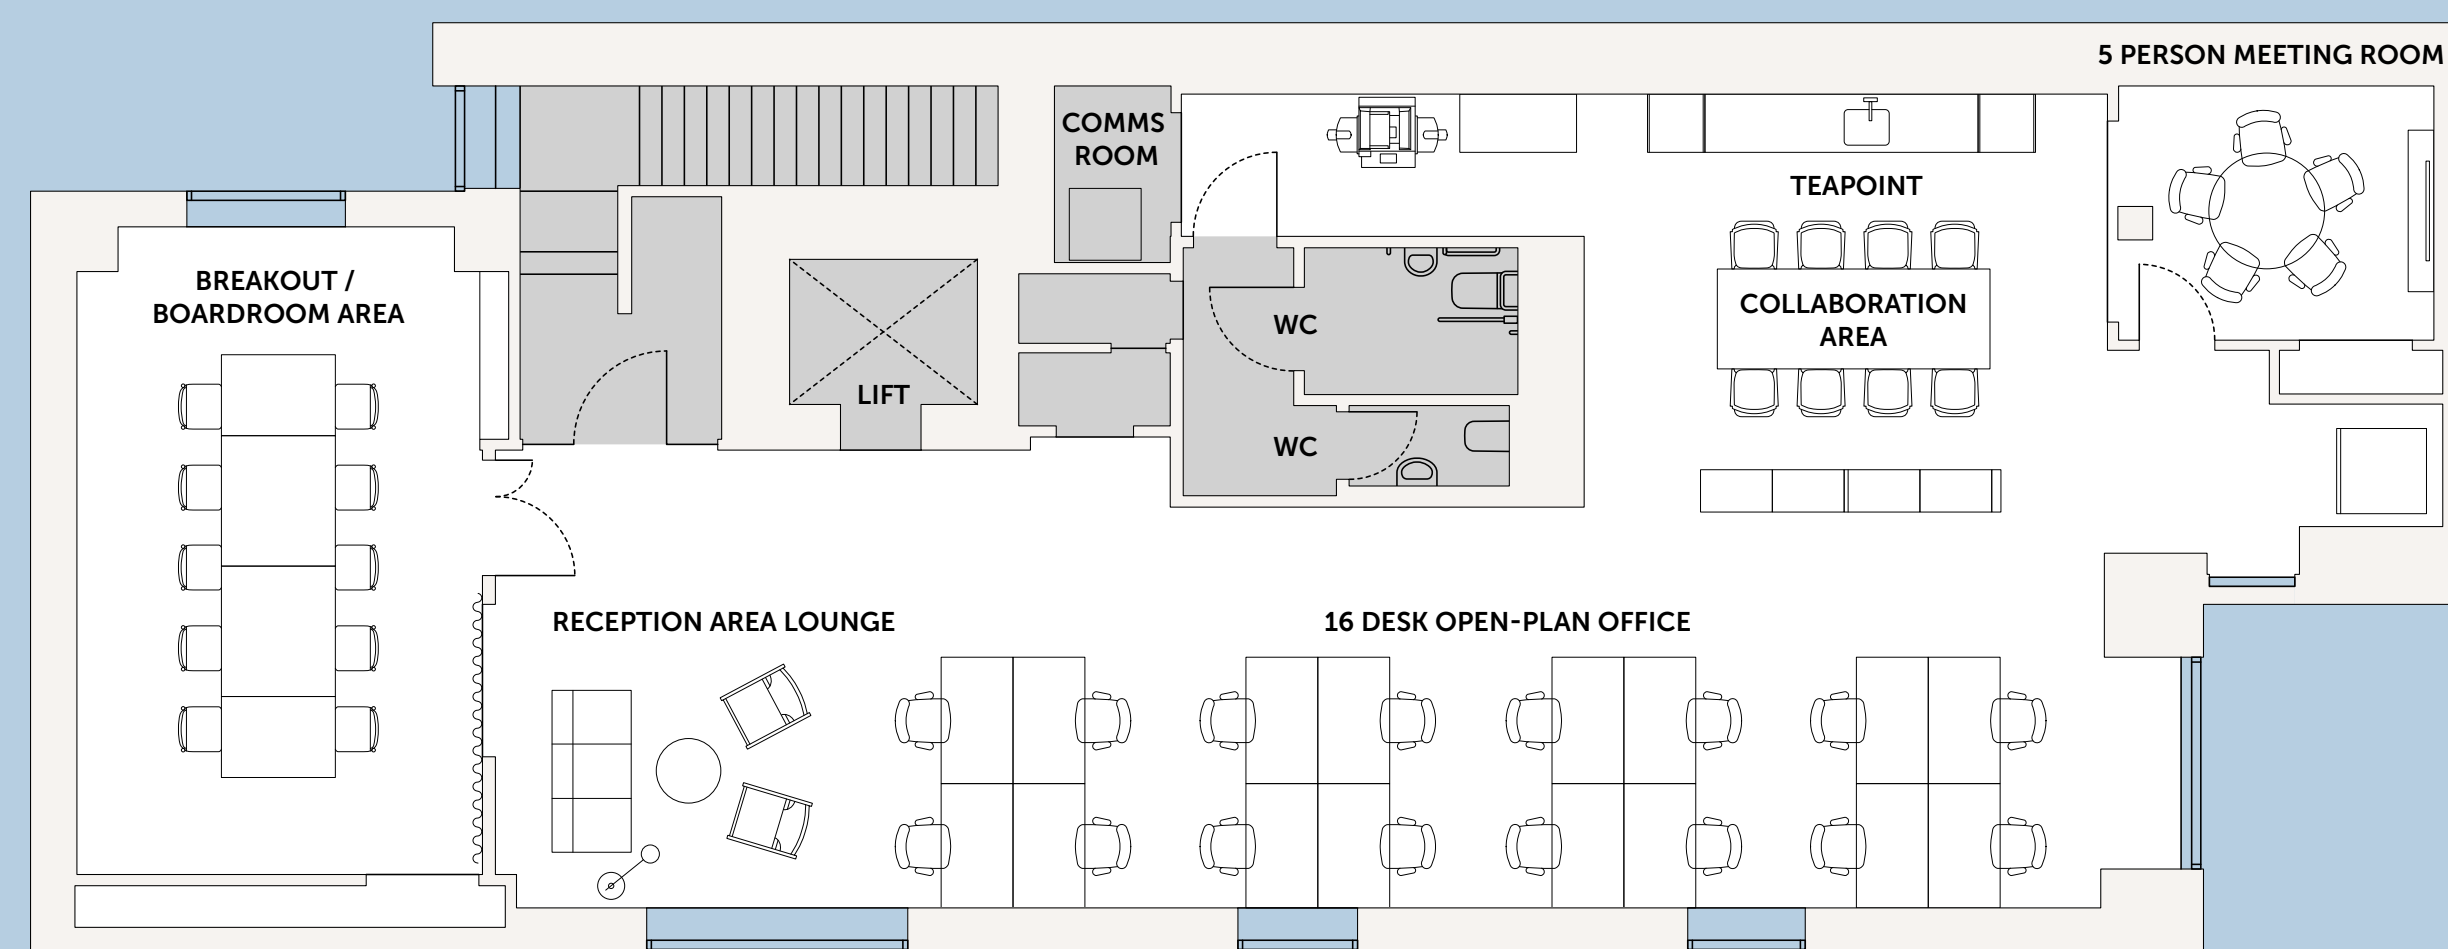 5 PERSON MEETING ROOM
COMMS
ROOM
TEAPOINT
BREAKOUT /
BOARDROOM AREA
COLLABORATION
AREA
WC
LIFT
WC
RECEPTION AREA LOUNGE
16 DESK OPEN-PLAN OFFICE